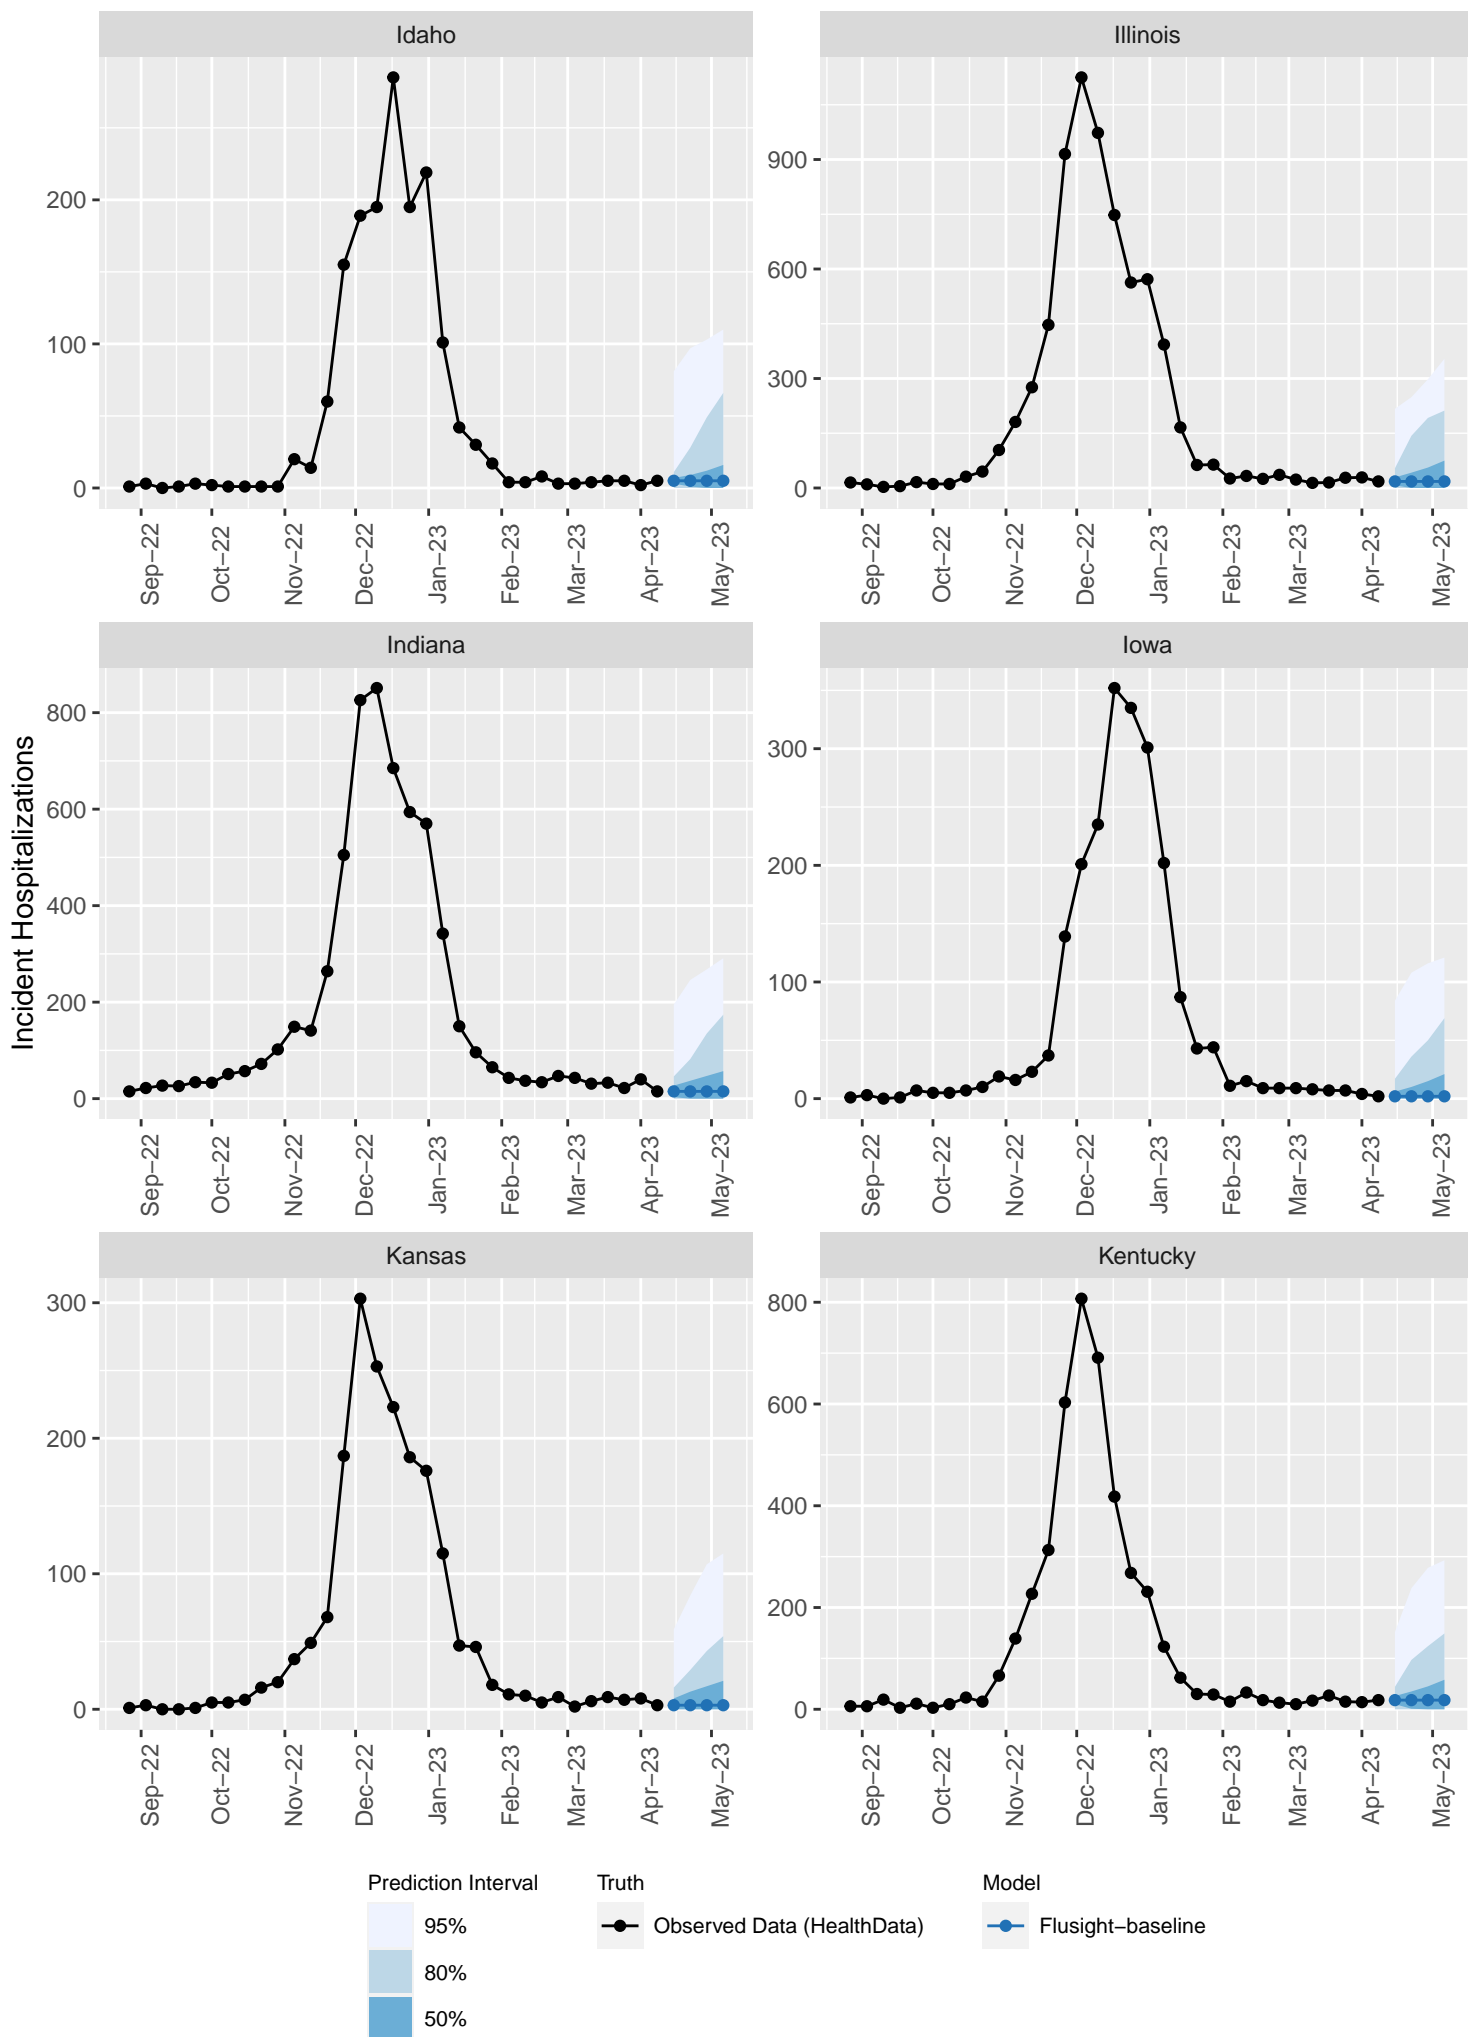 Idaho
Illinois
200
100
0
900
600
300
0
Sep−22
Oct−22
Nov−22
Dec−22
Jan−23
Feb−23
Mar−23
Apr−23
May−23
Sep−22
Oct−22
Nov−22
Dec−22
Jan−23
Feb−23
Mar−23
Apr−23
May−23
Indiana
Iowa
Incident Hospitalizations
800
600
400
200
0
300
200
100
0
Sep−22
Oct−22
Nov−22
Dec−22
Jan−23
Feb−23
Mar−23
Apr−23
May−23
Sep−22
Oct−22
Nov−22
Dec−22
Jan−23
Feb−23
Mar−23
Apr−23
May−23
Kansas
Kentucky
300
200
100
0
800
600
400
200
0
Sep−22
Oct−22
Nov−22
Dec−22
Jan−23
Feb−23
Mar−23
Apr−23
May−23
Sep−22
Oct−22
Nov−22
Dec−22
Jan−23
Feb−23
Mar−23
Apr−23
May−23
Prediction Interval
95%
80%
50%
Truth
Observed Data (HealthData)
Model
Flusight−baseline